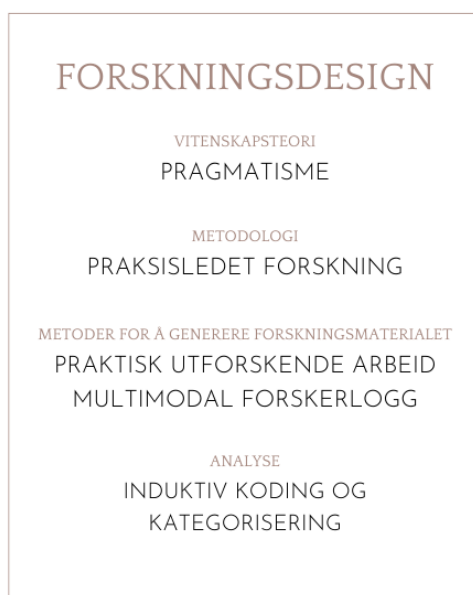 FORSKNINGSDESIGN
VITENSKAPSTEORI
PRAGMATISME
METODOLOGI
PRAKSISLEDET FORSKNING
METODER FOR Å GENERERE FORSKNINGSMATERIALET
PRAKTISK UTFORSKENDE ARBEID
MULTIMODAL FORSKERLOGG
ANALYSE
INDUKTIV KODING OG
KATEGORISERING